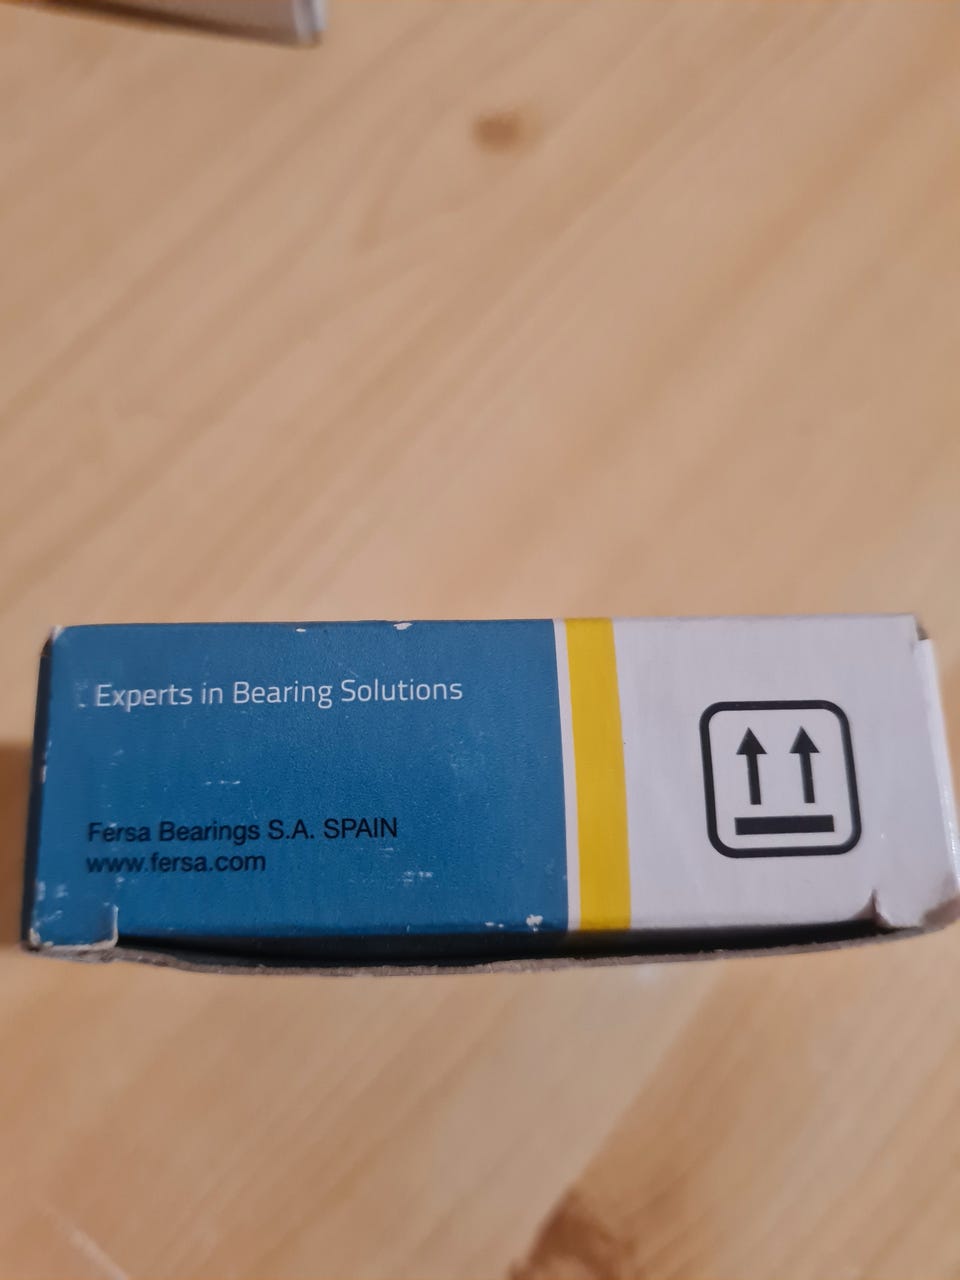 Experts in Bearing Solutions
Fersa Bearings S.A. SPAIN
www.fersa.com